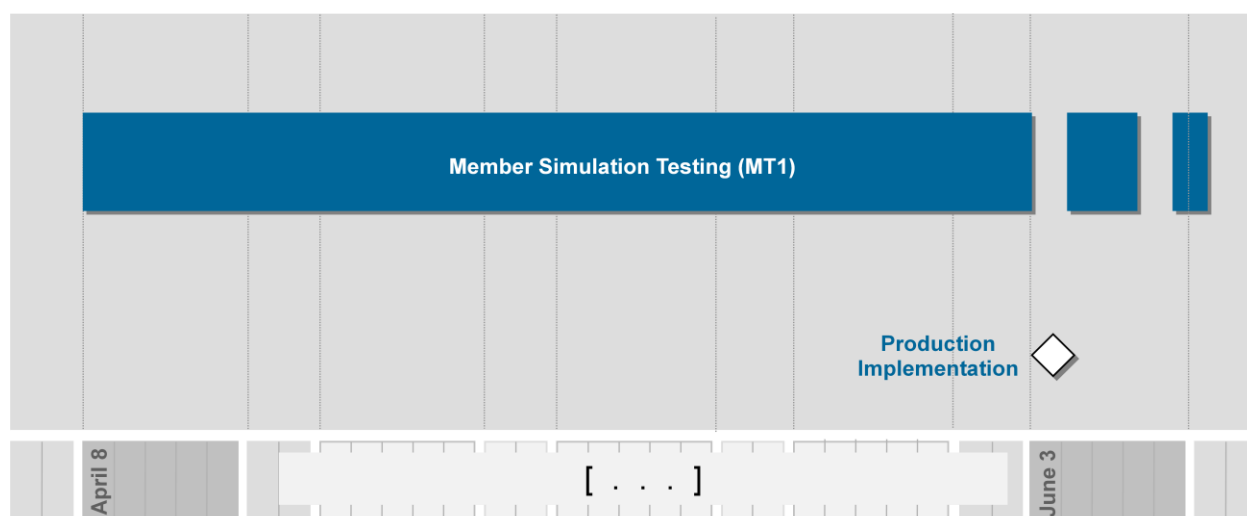 Member Simulation Testing (MT1)
Production
Implementation
April 8
[ . . . ]
June 3